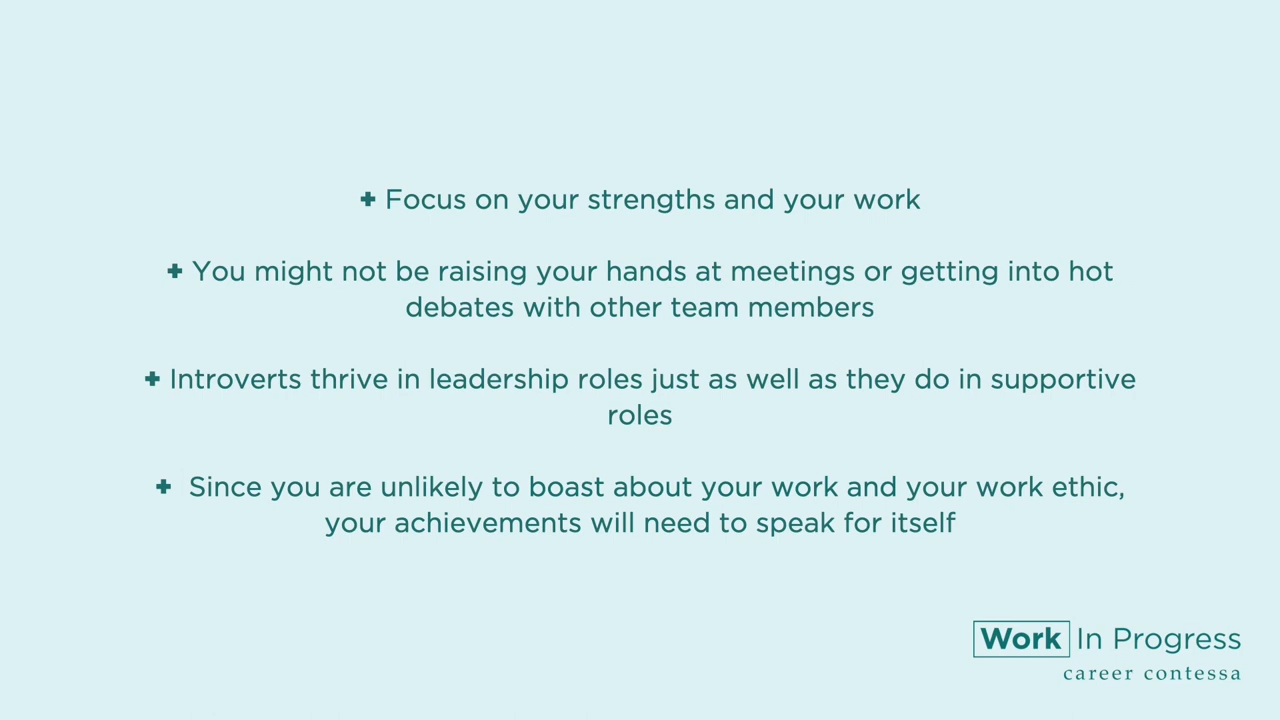 + Focus on your strengths and your work
+ You might not be raising your hands at meetings or getting into hot
debates with other team members
+ Introverts thrive in leadership roles just as well as they do in supportive
roles
+ Since you are unlikely to boast about your work and your work ethic,
your achievements will need to speak for itself
Work In Progress
career contessa